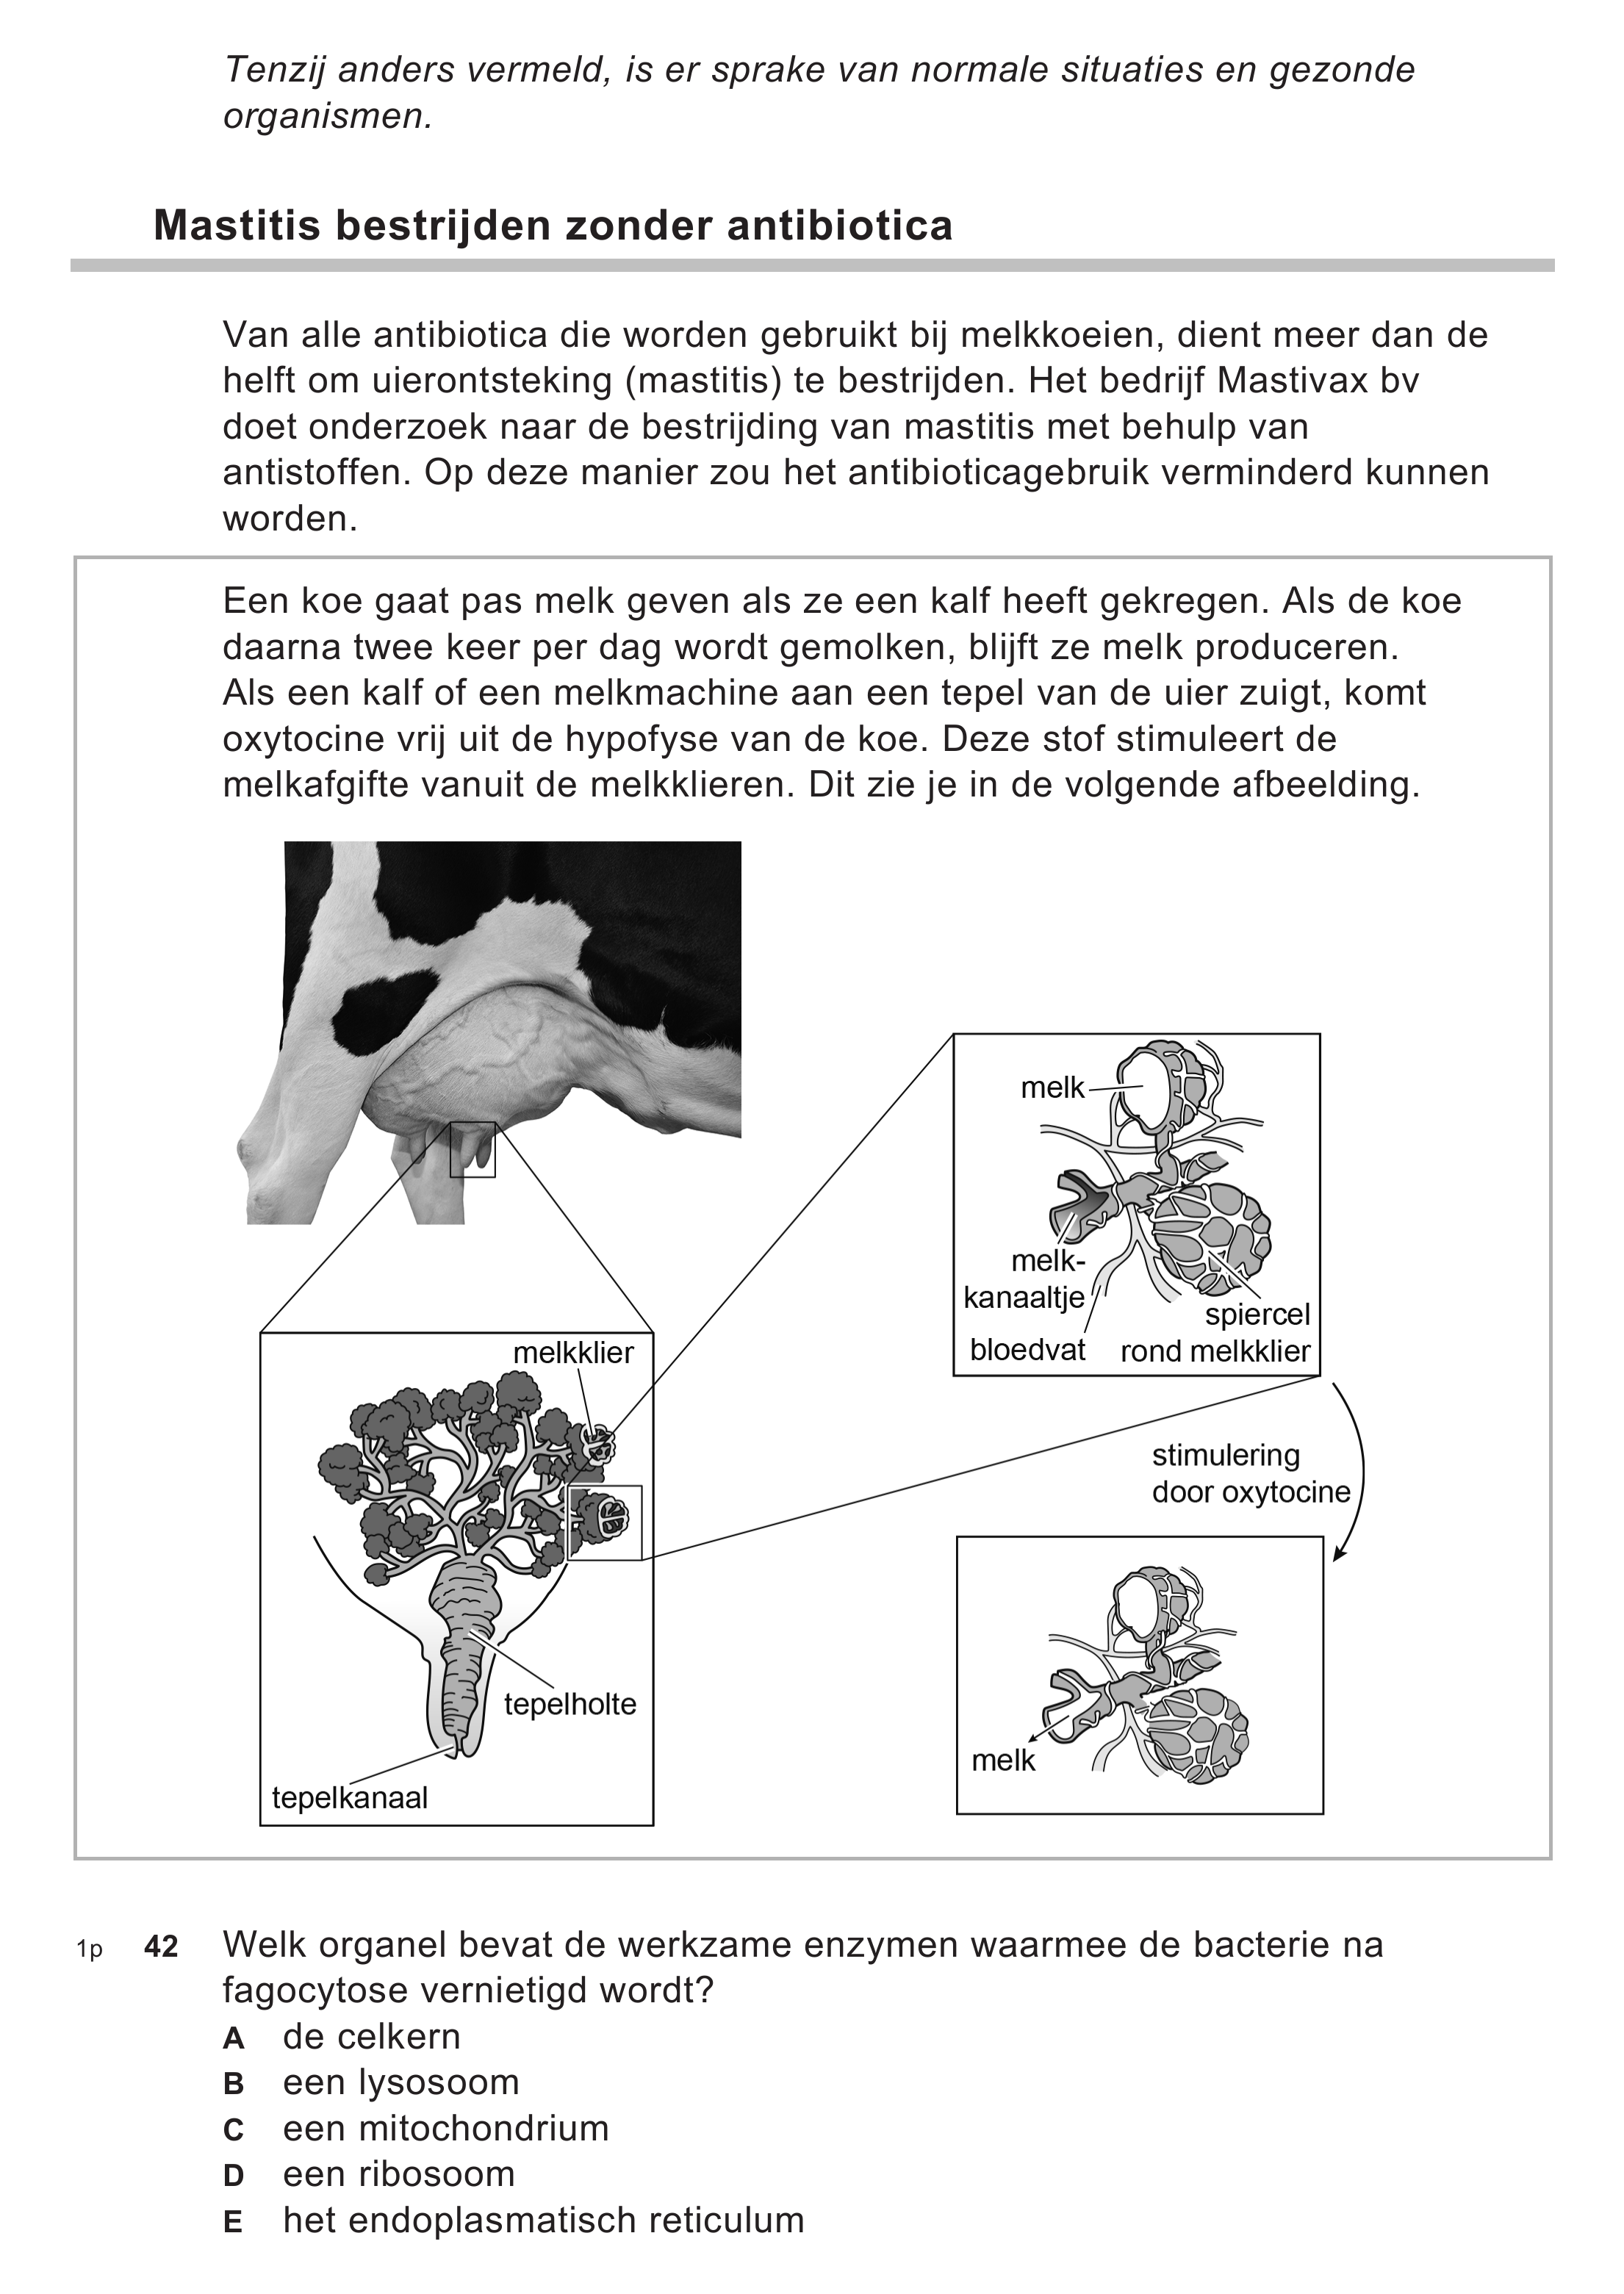 Tenzij anders vermeld, is er sprake van normale situaties en gezonde
organismen.
Mastitis bestrijden zonder antibiotica
Van alle antibiotica die worden gebruikt bij melkkoeien, dient meer dan de
helft om uierontsteking (mastitis) te bestrijden. Het bedrijf Mastivax bv
doet onderzoek naar de bestrijding van mastitis met behulp van
antistoffen. Op deze manier zou het antibioticagebruik verminderd kunnen
worden.
Een koe gaat pas melk geven als ze een kalf heeft gekregen. Als de koe
daarna twee keer per dag wordt gemolken, blijft ze melk produceren.
Als een kalf of een melkmachine aan een tepel van de uier zuigt, komt
oxytocine vrij uit de hypofyse van de koe. Deze stof stimuleert de
melkafgifte vanuit de melkklieren. Dit zie je in de volgende afbeelding.
melk
melk-
kanaaltje
bloedvat
spiercel
rond melkklier
melkklier
tepelholte
tepelkanaal
stimulering
door oxytocine
melk
1p 42 Welk organel bevat de werkzame enzymen waarmee de bacterie na
fagocytose vernietigd wordt?
A de celkern
B een lysosoom
C een mitochondrium
D een ribosoom
E het endoplasmatisch reticulum